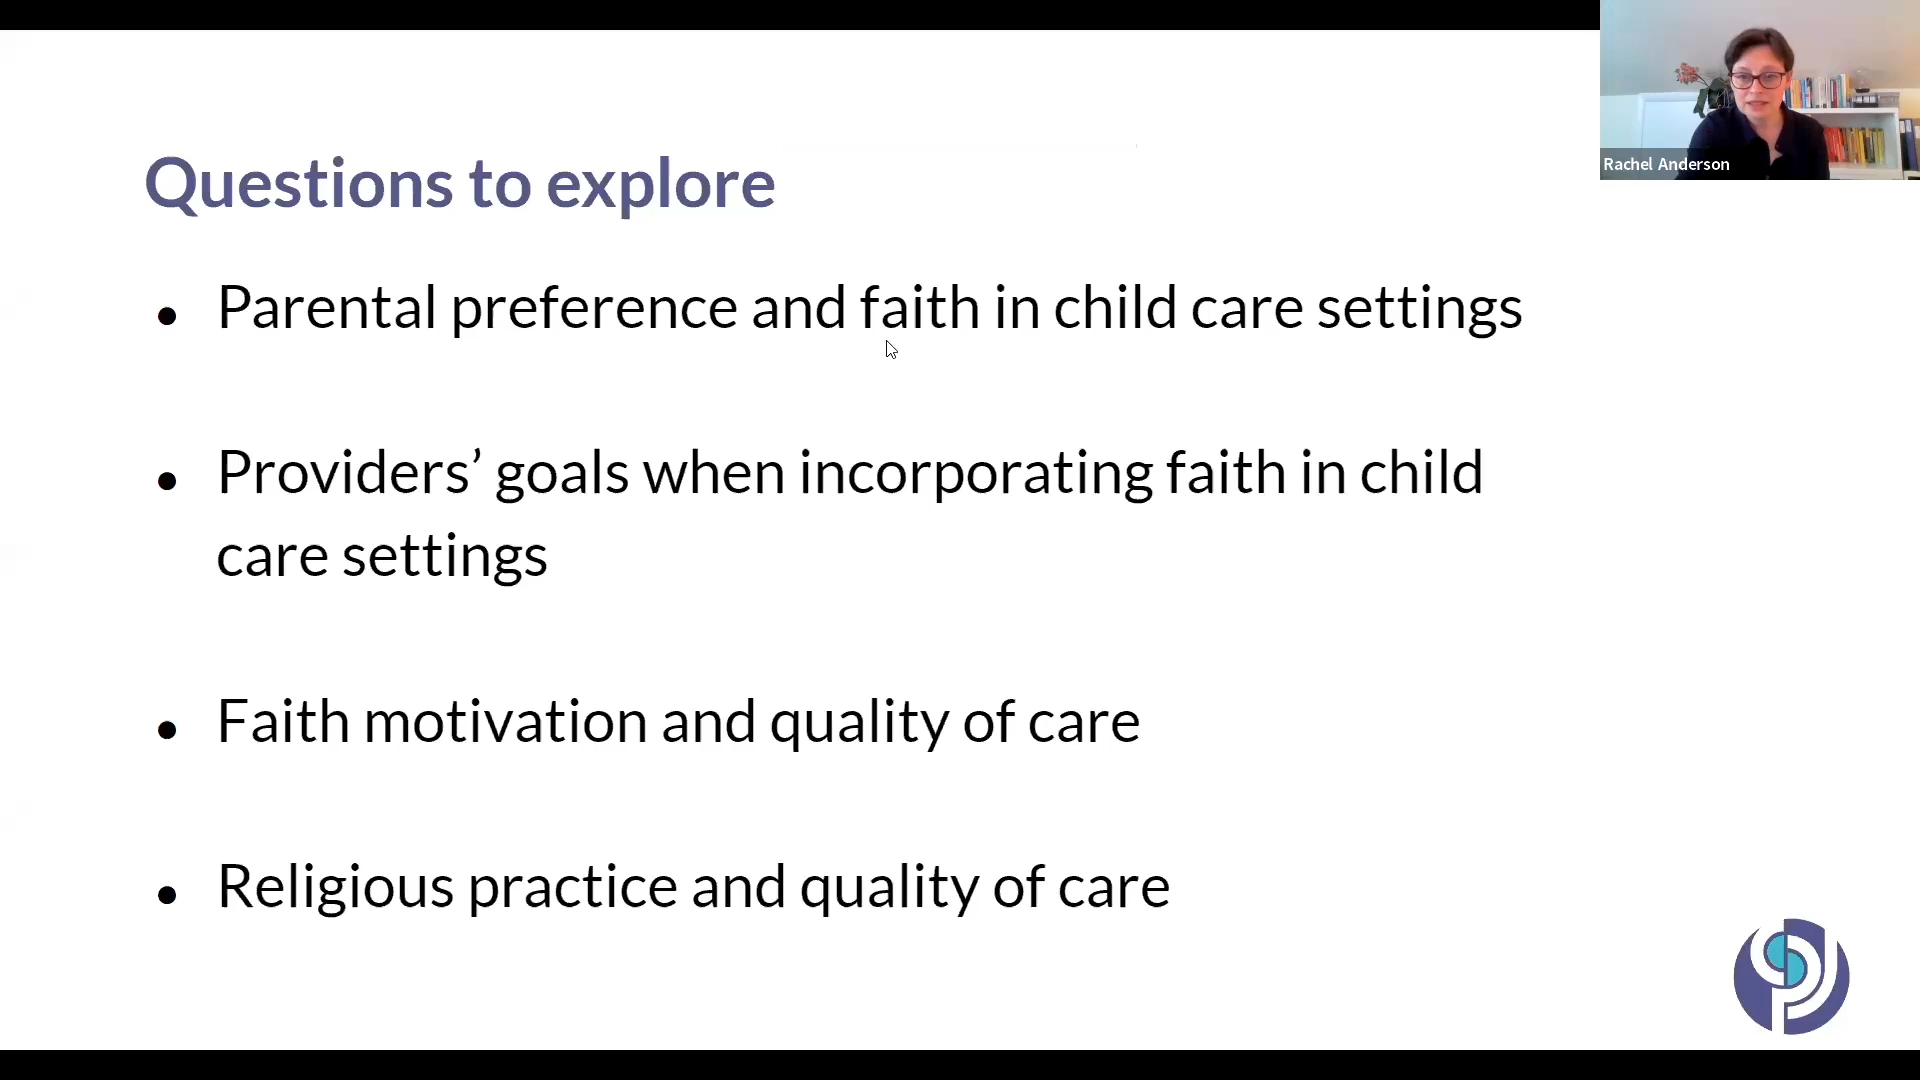 Questions to explore
• Parental preference and faith in child care settings
• Providers’ goals when incorporating faith in child
care settings
• Faith motivation and quality of care
• Religious practice and quality of care
Rachel Anderson